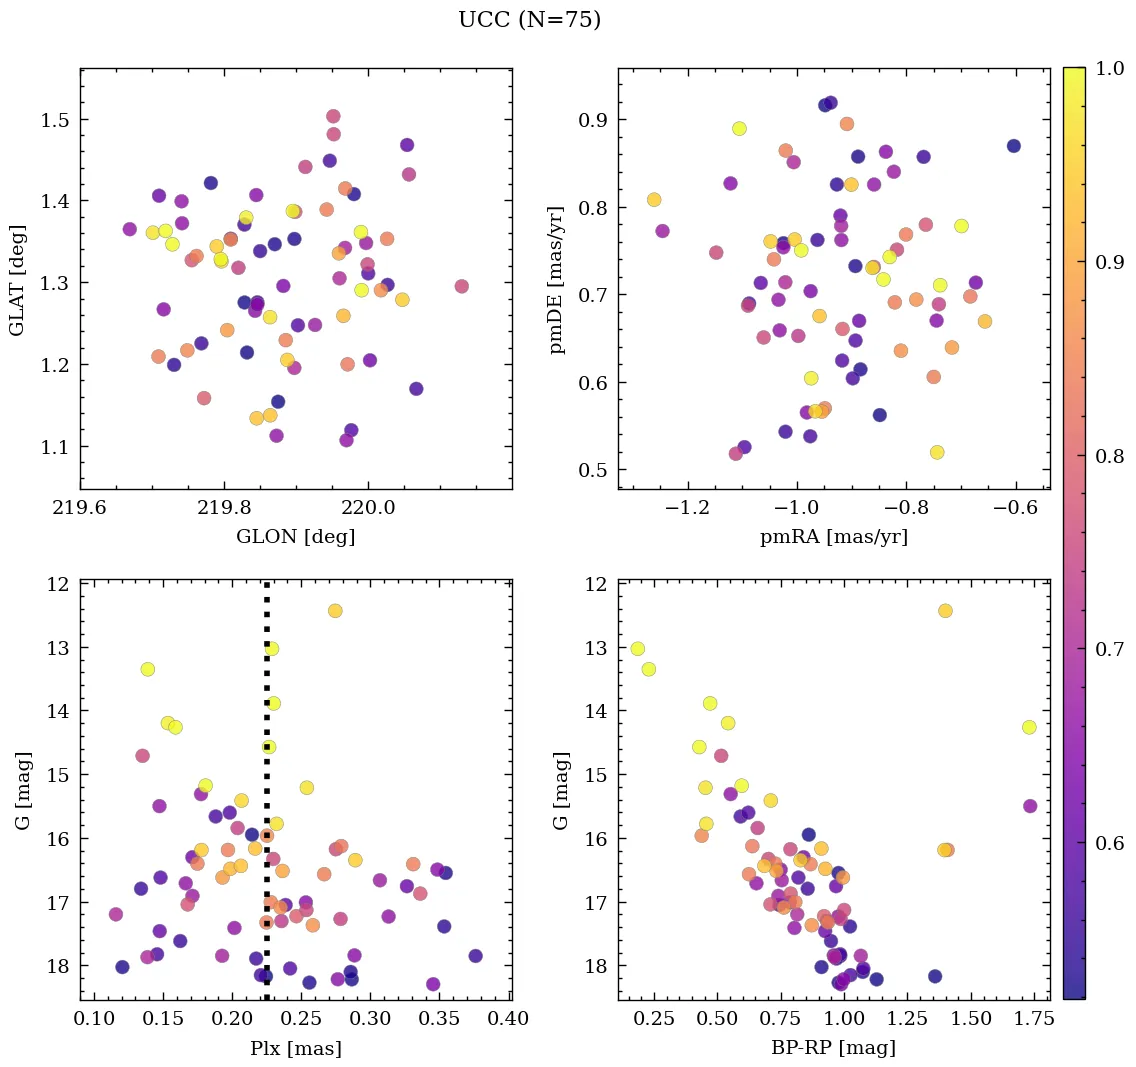 UCC (N=75)
1.5
1.4
1.3
1.2
1.1
GLAT [deg]
219.6 219.8 220.0
GLON [deg]
0.9
0.8
0.7
0.6
0.5
pmDE [mas/yr]
−1.2 −1.0 −0.8 −0.6
pmRA [mas/yr]
1.0
0.9
0.8
0.7
0.6
12
13
14
15
16
17
18
G [mag]
0.10 0.15 0.20 0.25 0.30 0.35 0.40
Plx [mas]
12
13
14
15
16
17
18
G [mag]
0.25 0.50 0.75 1.00 1.25 1.50 1.75
BP-RP [mag]